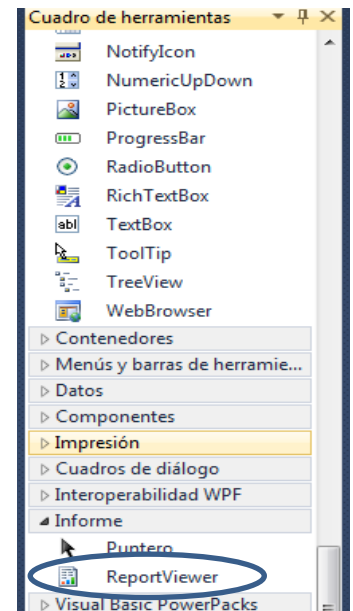 Cuadro de herramientas
NotifyIcon
NumericUpDown
PictureBox
ProgressBar
RadioButton
RichTextBox
abl TextBox
ToolTip
TreeView
WebBrowser
Contenedores
Menús y barras de herramie...
Datos
Componentes
Impresión
Cuadros de diálogo
Interoperabilidad WPF
Informe
Puntero
ReportViewer
Visual Basic PowerPacks